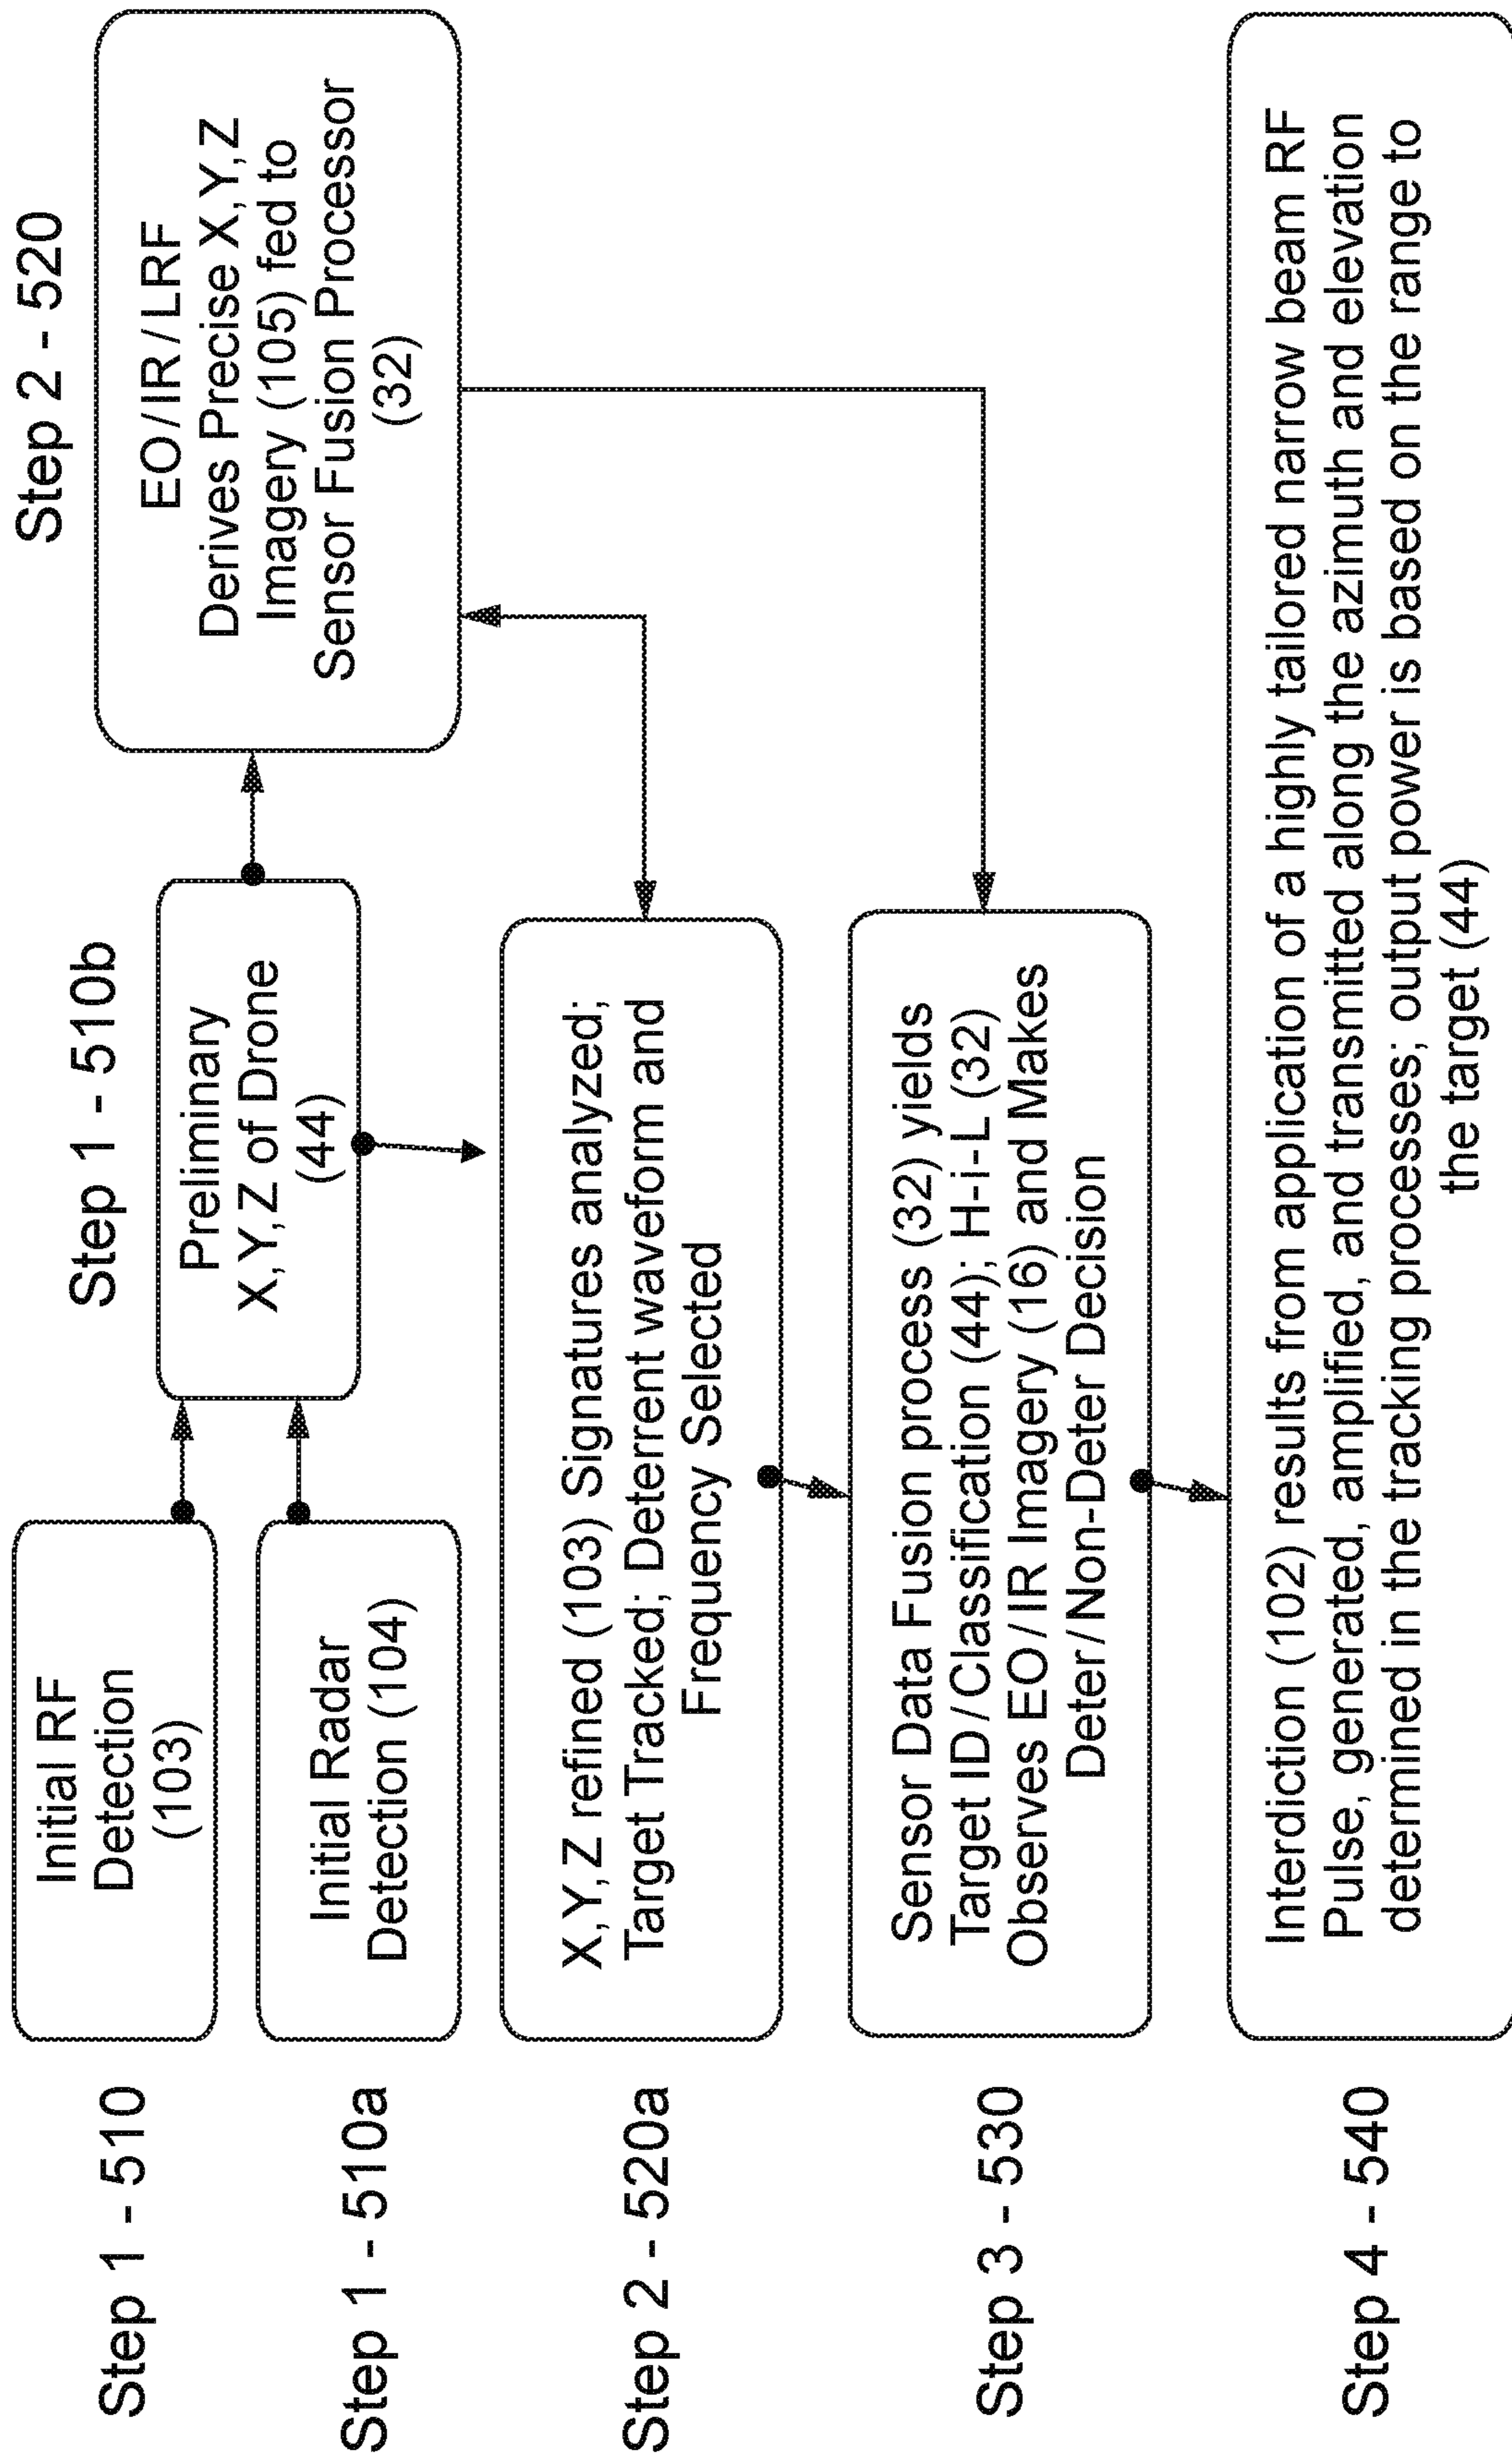 Step 1 - 510
Initial RF
Detection
(103)
Step 1 - 510a
Initial Radar
Detection (104)
Step 1 - 510b
Preliminary
X,Y,Z of Drone
(44)
Step 2 - 520
EO/IR/LRF
Derives Precise X,Y,Z
Imagery (105) fed to
Sensor Fusion Processor
(32)
Step 2 - 520a
X,Y,Z refined (103) Signatures analyzed;
Target Tracked; Deterrent waveform and
Frequency Selected
Step 3 - 530
Sensor Data Fusion process (32) yields
Target ID/Classification (44); H-i-L (32)
Observes EO/IR Imagery (16) and Makes
Deter/Non-Deter Decision
Step 4 - 540
Interdiction (102) results from application of a highly tailored narrow beam RF
Pulse, generated, amplified, and transmitted along the azimuth and elevation
determined in the tracking processes; output power is based on the range to
the target (44)